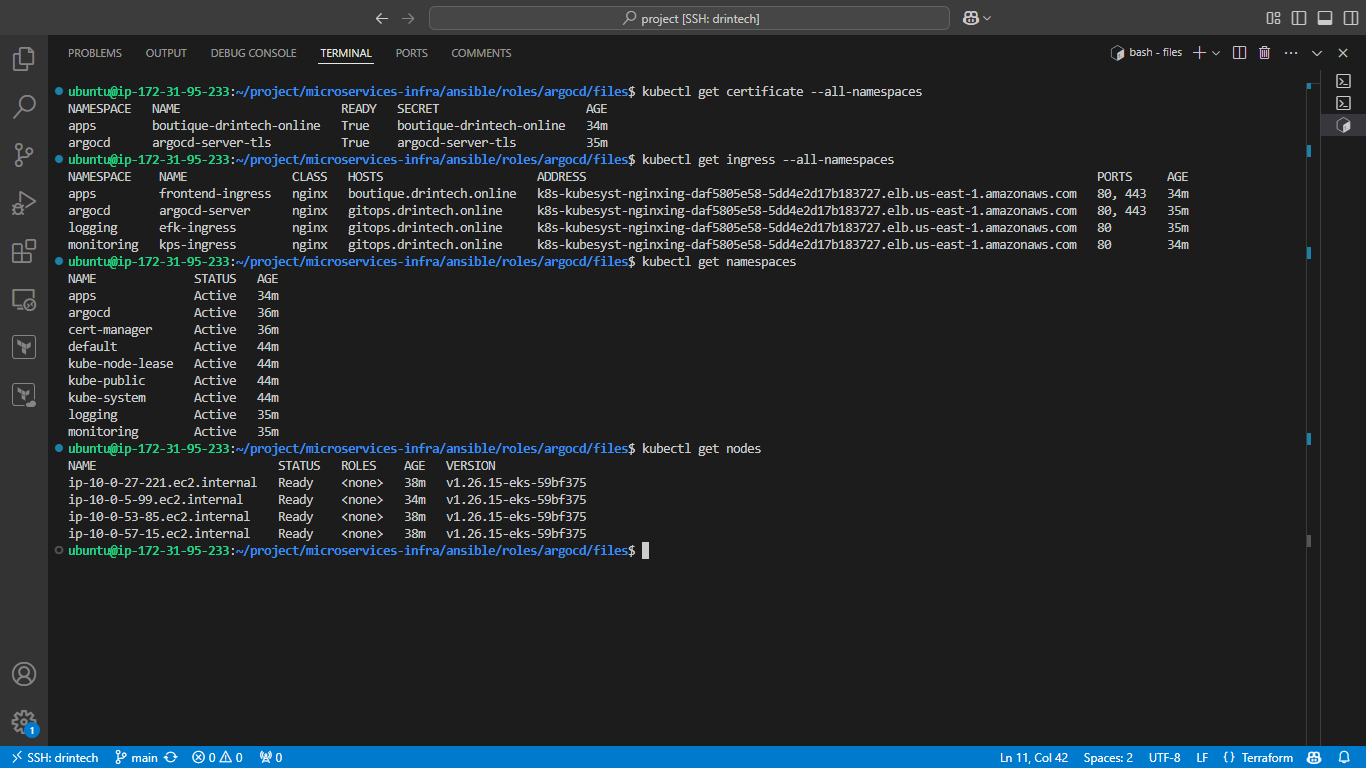 project [SSH: drintech]
PROBLEMS OUTPUT DEBUG CONSOLE TERMINAL PORTS COMMENTS bash - files
ubuntu@ip-172-31-95-233:~/project/microservices-infra/ansible/roles/argocd/files$ kubectl get certificate --all-namespaces
NAMESPACE NAME READY SECRET AGE
apps boutique-drintech-online True boutique-drintech-online 34m
argocd argocd-server-tls True argocd-server-tls 35m
ubuntu@ip-172-31-95-233:~/project/microservices-infra/ansible/roles/argocd/files$ kubectl get ingress --all-namespaces
NAMESPACE NAME CLASS HOSTS ADDRESS PORTS AGE
apps frontend-ingress nginx boutique.drintech.online k8s-kubesyst-nginxing-daf5805e58-5dd4e2d17b183727.elb.us-east-1.amazonaws.com 80, 443 34m
argocd argocd-server nginx gitops.drintech.online k8s-kubesyst-nginxing-daf5805e58-5dd4e2d17b183727.elb.us-east-1.amazonaws.com 80, 443 35m
logging efk-ingress nginx gitops.drintech.online k8s-kubesyst-nginxing-daf5805e58-5dd4e2d17b183727.elb.us-east-1.amazonaws.com 80 35m
monitoring kps-ingress nginx gitops.drintech.online k8s-kubesyst-nginxing-daf5805e58-5dd4e2d17b183727.elb.us-east-1.amazonaws.com 80 34m
ubuntu@ip-172-31-95-233:~/project/microservices-infra/ansible/roles/argocd/files$ kubectl get namespaces
NAME STATUS AGE
apps Active 34m
argocd Active 36m
cert-manager Active 36m
default Active 44m
kube-node-lease Active 44m
kube-public Active 44m
kube-system Active 44m
logging Active 35m
monitoring Active 35m
ubuntu@ip-172-31-95-233:~/project/microservices-infra/ansible/roles/argocd/files$ kubectl get nodes
NAME STATUS ROLES AGE VERSION
ip-10-0-27-221.ec2.internal Ready <none> 38m v1.26.15-eks-59bf375
ip-10-0-5-99.ec2.internal Ready <none> 34m v1.26.15-eks-59bf375
ip-10-0-53-85.ec2.internal Ready <none> 38m v1.26.15-eks-59bf375
ip-10-0-57-15.ec2.internal Ready <none> 38m v1.26.15-eks-59bf375
ubuntu@ip-172-31-95-233:~/project/microservices-infra/ansible/roles/argocd/files$
1
SSH: drintech main 0 0 0 Ln 11, Col 42 Spaces: 2 UTF-8 LF {} Terraform